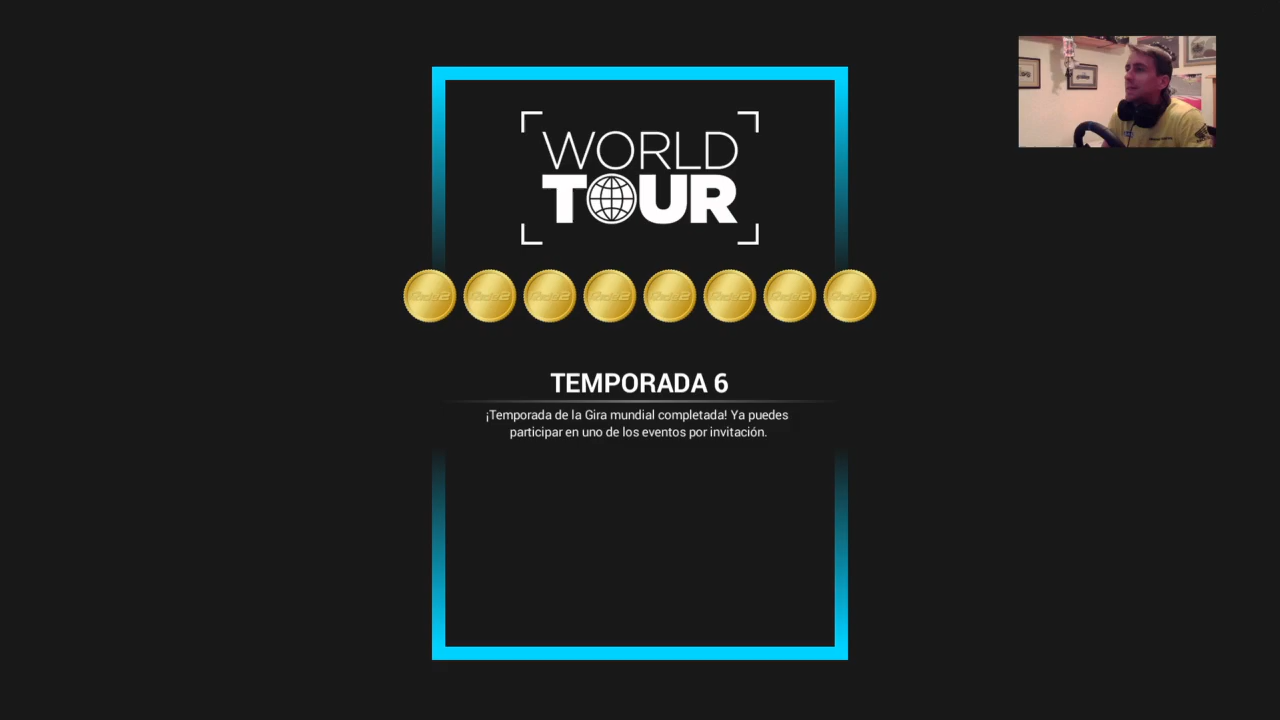 WORLD
TOUR
TEMPORADA 6
¡Temporada de la Gira mundial completada! Ya puedes
participar en uno de los eventos por invitación.